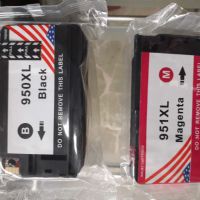 950XL
Black
B
DO NOT REMOVE THIS LABEL
M
951XL
Magenta
DO NOT REMOVE THIS LABEL